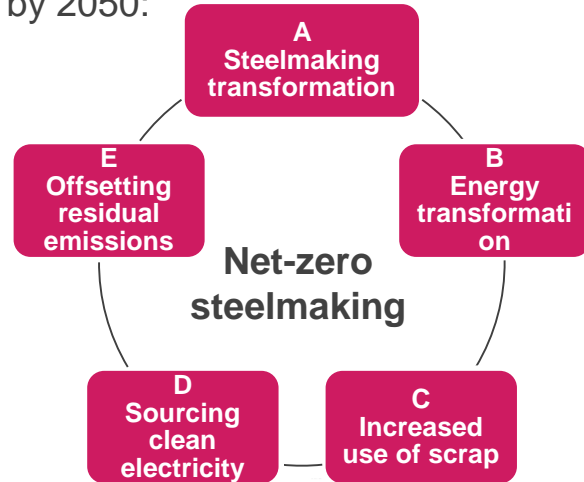 by 2050:
A
Steelmaking
transformation
B
Energy
transformati
on
C
Increased
use of scrap
D
Sourcing
clean
electricity
E
Offsetting
residual
emissions
Net-zero
steelmaking